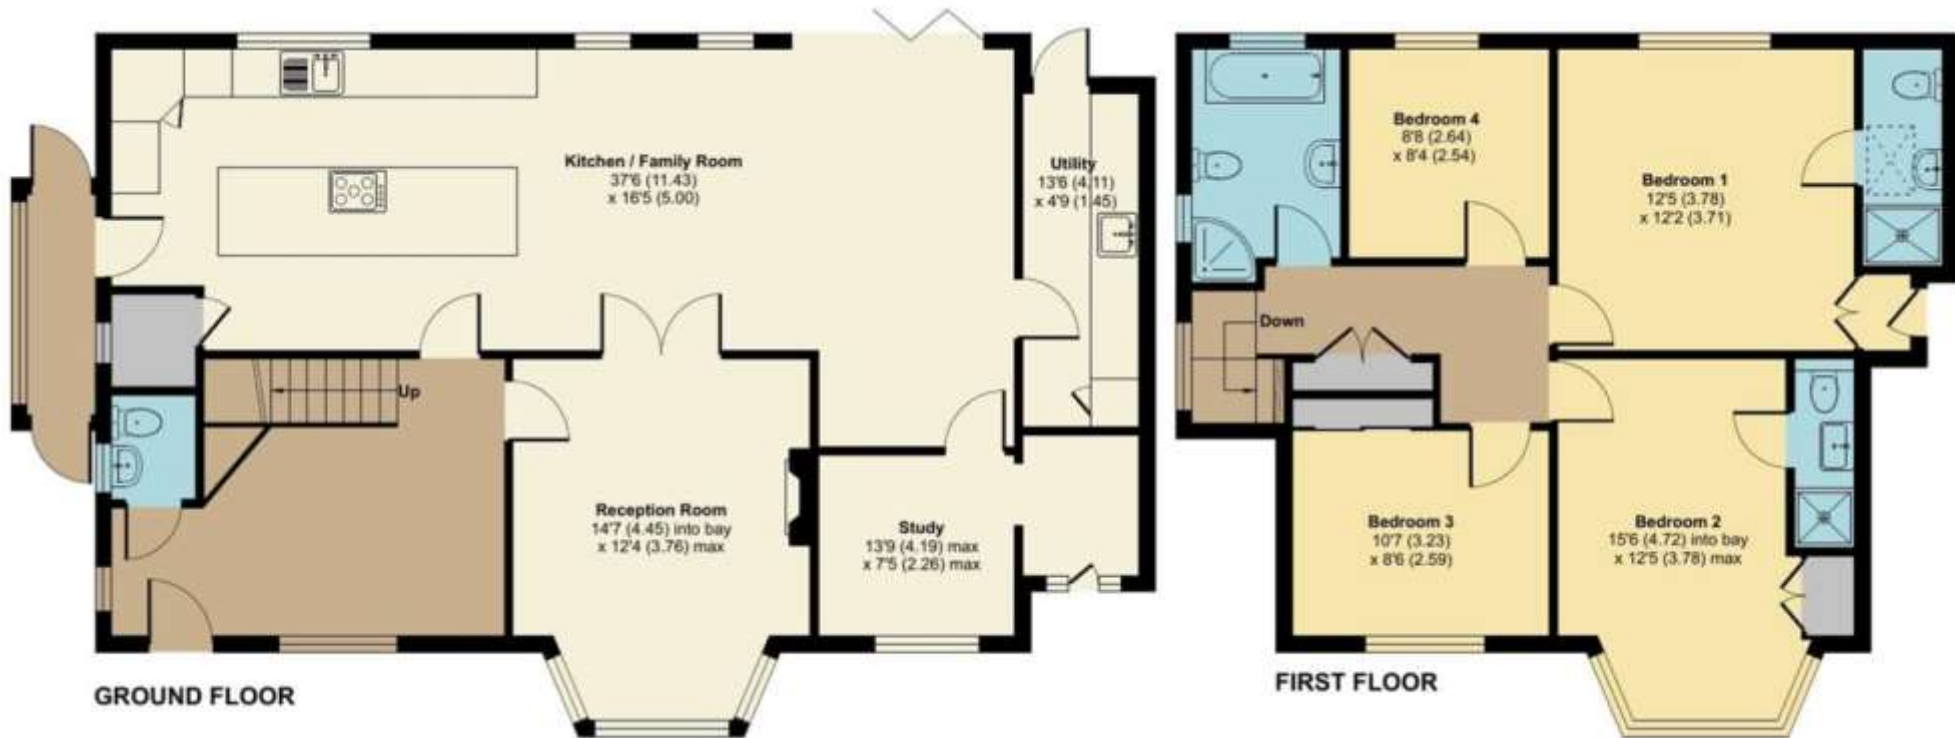 Kitchen / Family Room
37'6 (11.43)
x 16'5 (5.00)
Utility
13'6 (4.11)
x 4'9 (1.45)
Up
Reception Room
14'7 (4.45) into bay
x 12'4 (3.76) max
Study
13'9 (4.19) max
x 7'5 (2.26) max
GROUND FLOOR
Bedroom 4
8'8 (2.64)
x 8'4 (2.54)
Bedroom 1
12'5 (3.78)
x 12'2 (3.71)
Down
Bedroom 3
10'7 (3.23)
x 8'6 (2.59)
Bedroom 2
15'6 (4.72) into bay
x 12'5 (3.78) max
FIRST FLOOR